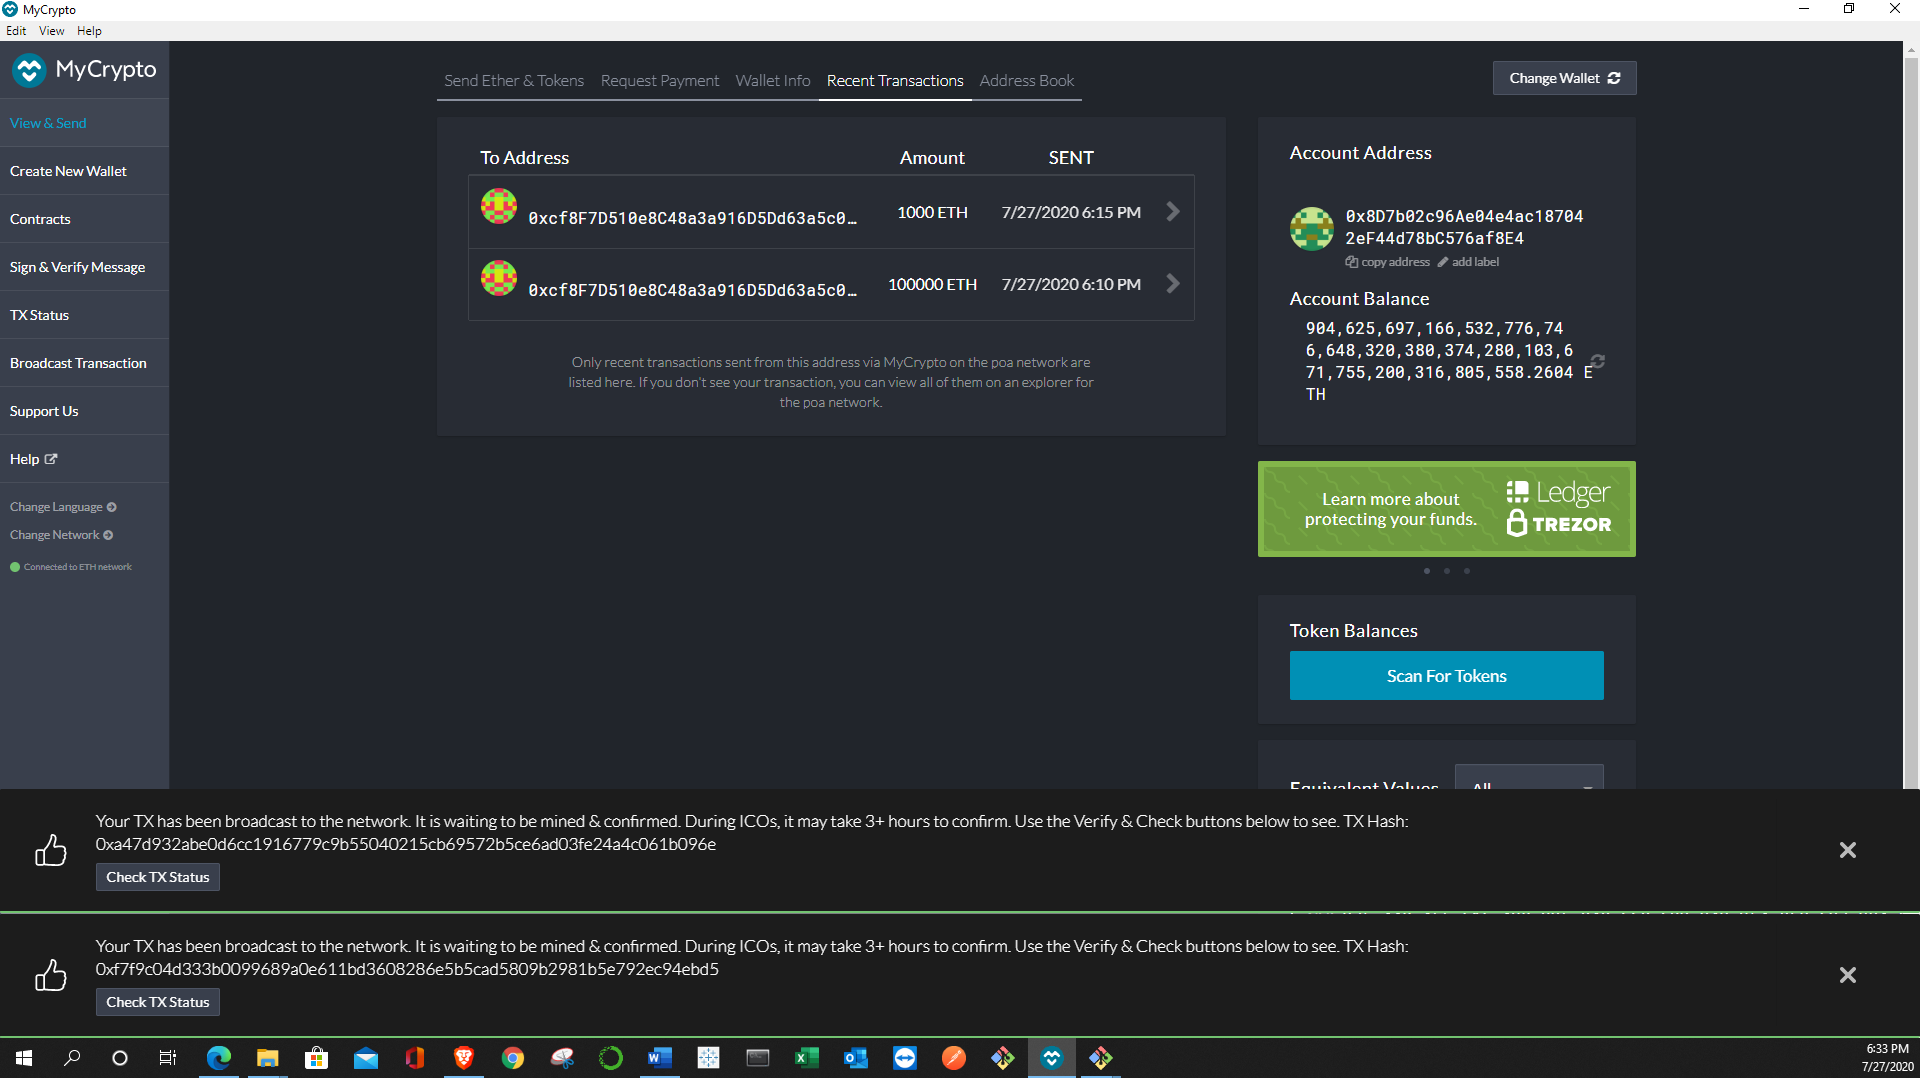 MyCrypto
Edit View Help
MyCrypto
View & Send
Create New Wallet
Contracts
Sign & Verify Message
TX Status
Broadcast Transaction
Support Us
Help
Change Language
Change Network
Connected to ETH network
Send Ether & Tokens Request Payment Wallet Info Recent Transactions Address Book
Change Wallet
To Address Amount SENT
0xcf8F7D510e8C48a3a916D5Dd63a5c0… 1000 ETH 7/27/2020 6:15 PM
0xcf8F7D510e8C48a3a916D5Dd63a5c0… 100000 ETH 7/27/2020 6:10 PM
Only recent transactions sent from this address via MyCrypto on the poa network are
listed here. If you don't see your transaction, you can view all of them on an explorer for
the poa network.
Account Address
0x8D7b02c96Ae04e4ac18704
2eF44d78bC576af8E4
copy address add label
Account Balance
904,625,697,166,532,776,74
6,648,320,380,374,280,103,6
71,755,200,316,805,558.2604 E
TH
Learn more about
protecting your funds.
Ledger
TREZOR
Token Balances
Scan For Tokens
Equivalent Values All
Your TX has been broadcast to the network. It is waiting to be mined & confirmed. During ICOs, it may take 3+ hours to confirm. Use the Verify & Check buttons below to see. TX Hash:
0xa47d932abe0d6cc1916779c9b55040215cb69572b5ce6ad03fe24a4c061b096e
Check TX Status
Your TX has been broadcast to the network. It is waiting to be mined & confirmed. During ICOs, it may take 3+ hours to confirm. Use the Verify & Check buttons below to see. TX Hash:
0xf7f9c04d333b0099689a0e611bd3608286e5b5cad5809b2981b5e792ec94ebd5
Check TX Status
6:33 PM
7/27/2020